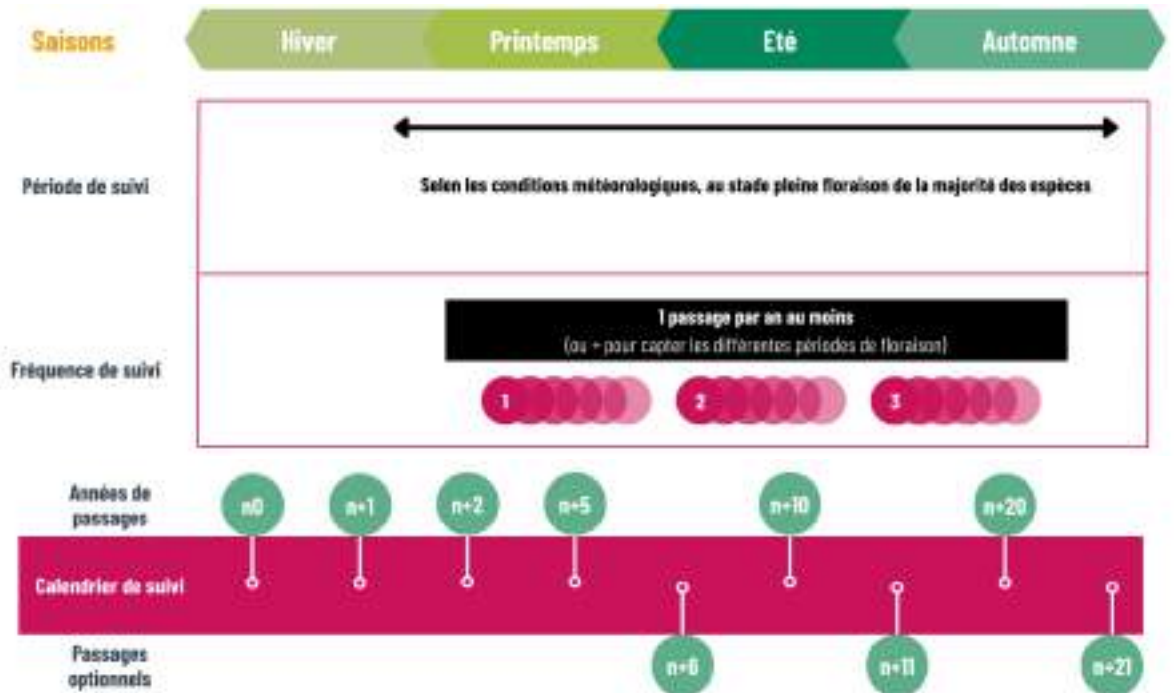 Saisons
Hiver
Printemps
Eté
Automne
Période de suivi
Selon les conditions météorologiques, au stade pleine floraison de la majorité des espèces
Fréquence de suivi
1 passage par an au moins
(ou + pour capter les différentes périodes de floraison)
1
2
3
Années de
passages
n0
n+1
n+2
n+5
n+10
n+20
Calendrier de suivi
Passages
optionnels
n+6
n+11
n+21